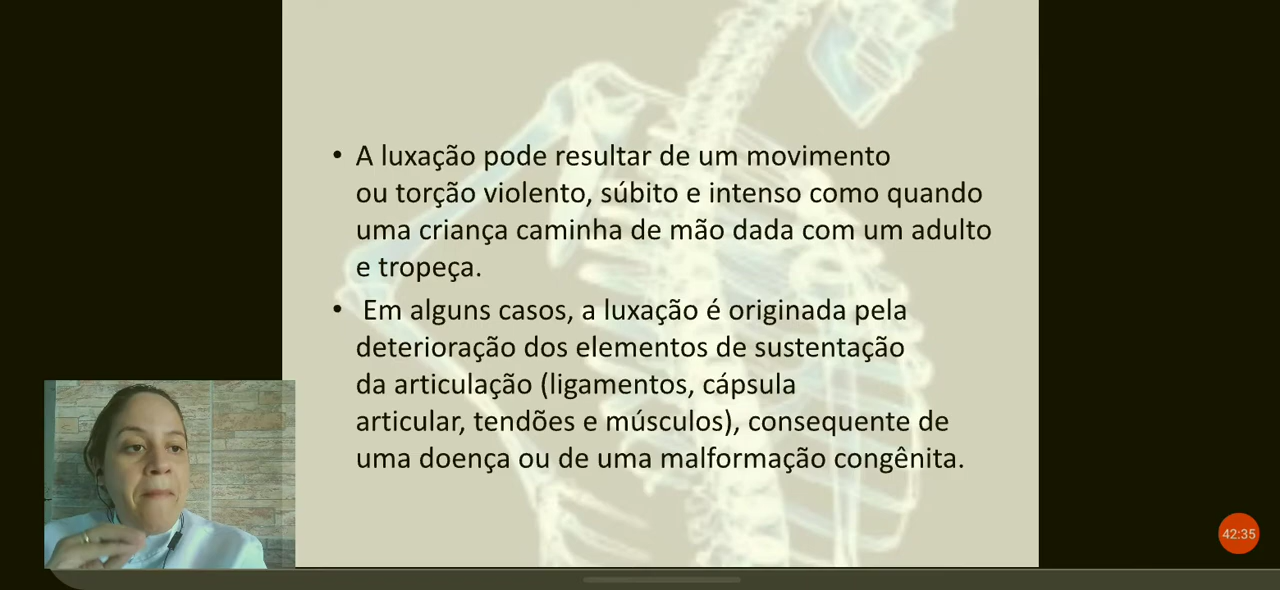 • A luxação pode resultar de um movimento
ou torção violento, súbito e intenso como quando
uma criança caminha de mão dada com um adulto
e tropeça.
• Em alguns casos, a luxação é originada pela
deterioração dos elementos de sustentação
da articulação (ligamentos, cápsula
articular, tendões e músculos), consequente de
uma doença ou de uma malformação congênita.
42:35